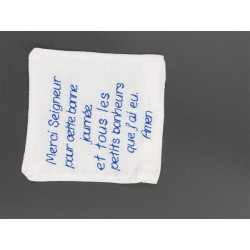 Merci Seigneur
pour cette bonne
journée
et tous les
petits bonheurs
que j'ai eu.
Amen